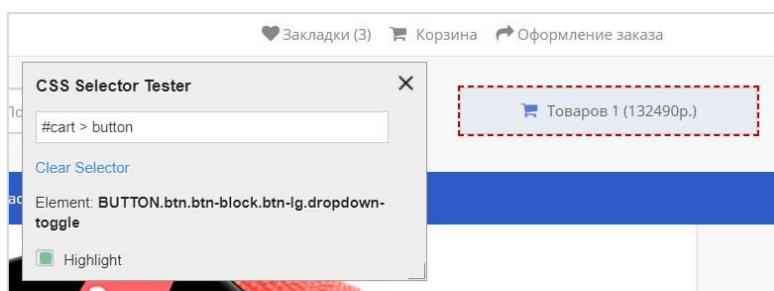 Закладки (3) Корзина Оформление заказа
CSS Selector Tester
Товаров 1 (132490р.)
#cart > button
Clear Selector
Element: BUTTON.btn.btn-block.btn-lg.dropdown-
toggle
Highlight